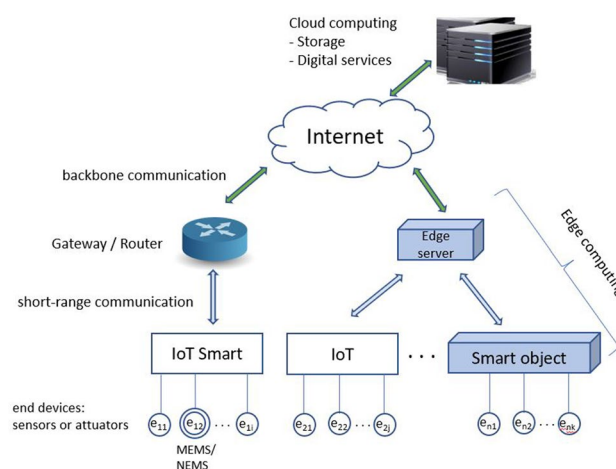 Cloud computing
- Storage
- Digital services
Internet
backbone communication
Gateway / Router
Edge
server
Edge computing
short-range communication
IoT Smart
IoT
. . .
Smart object
end devices:
sensors or attuators
e11
e12
. . .
e1i
e21
e22
. . .
e2j
en1
en2
. . .
enk
MEMS/
NEMS